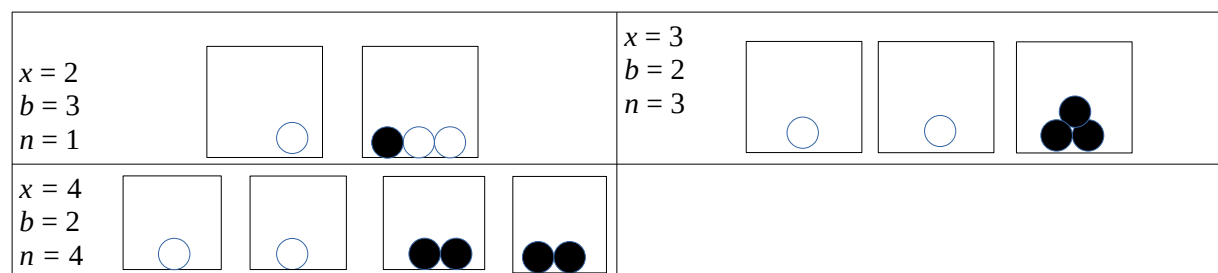 x = 2
b = 3
n = 1
x = 3
b = 2
n = 3
x = 4
b = 2
n = 4